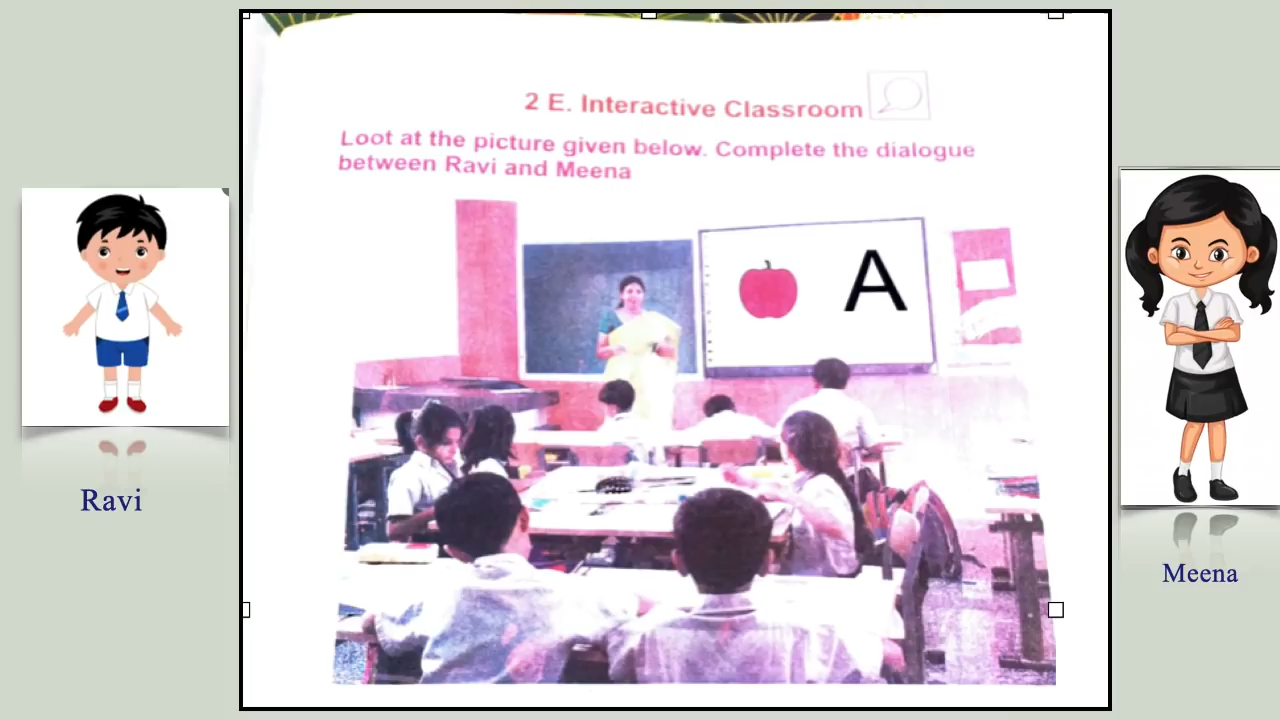 2 E. Interactive Classroom
Loot at the picture given below. Complete the dialogue
between Ravi and Meena
A
Ravi
Meena